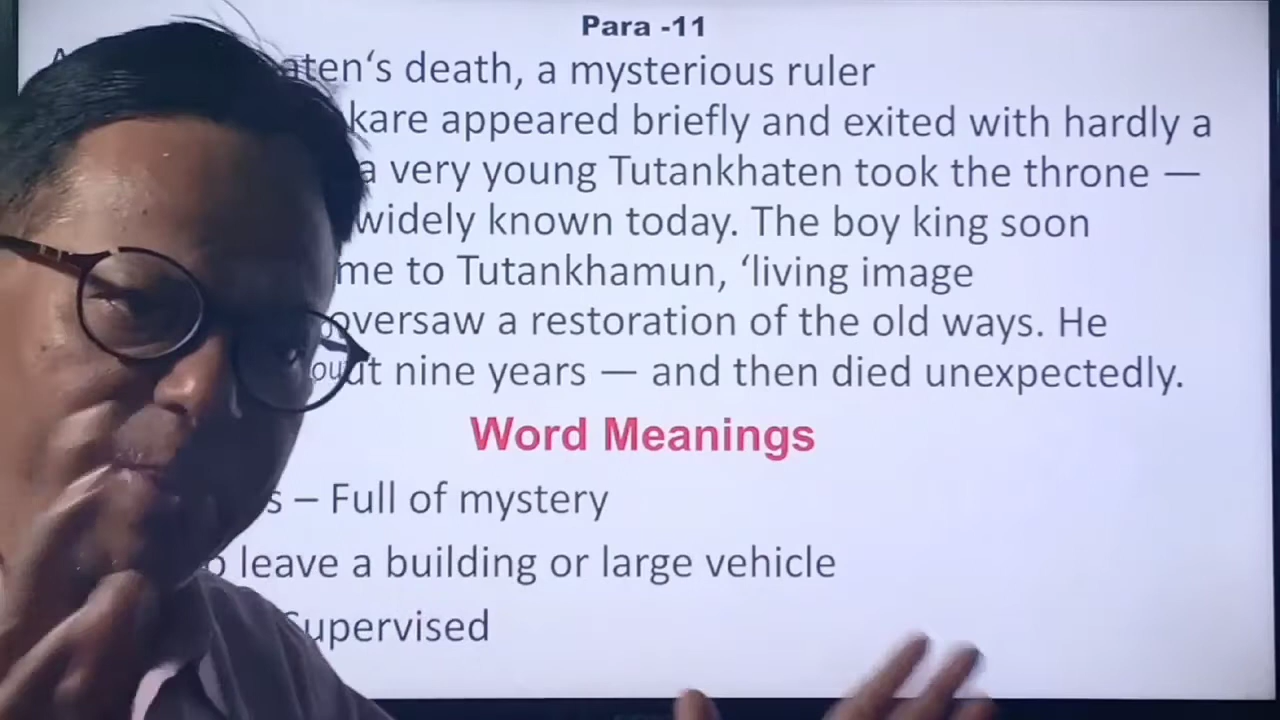 Para -11
aten‘s death, a mysterious ruler
kare appeared briefly and exited with hardly a
a very young Tutankhaten took the throne —
widely known today. The boy king soon
me to Tutankhamun, ‘living image
oversaw a restoration of the old ways. He
out nine years — and then died unexpectedly.
Word Meanings
s – Full of mystery
o leave a building or large vehicle
Supervised